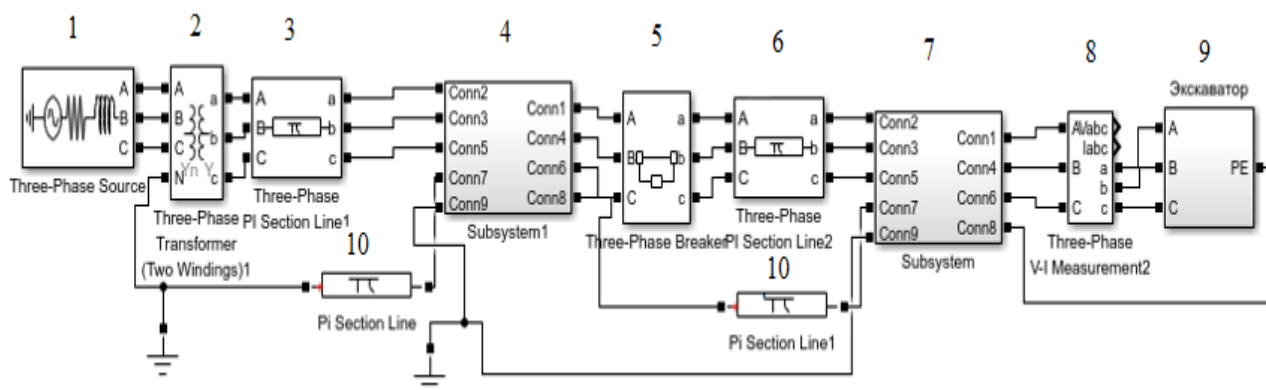 1
2
3
4
5
6
7
8
9
A
B
C
Three-Phase Source
A
B
C
N
a
b
c
Yn Y
Three-Phase
Transformer
(Two Windings)1
A
B
C
π
a
b
c
Three-Phase
PI Section Line1
Conn2
Conn3
Conn5
Conn7
Conn9
Conn1
Conn4
Conn6
Conn8
Subsystem1
A
B
C
a
b
c
Three-Phase Breaker
A
B
C
π
a
b
c
Three-Phase
PI Section Line2
Conn2
Conn3
Conn5
Conn7
Conn9
Conn1
Conn4
Conn6
Conn8
Subsystem
A
B
C
Vabc
Iabc
a
b
c
Three-Phase
V-I Measurement2
Экскаватор
A
B
C
PE
10
π
Pi Section Line
10
π
Pi Section Line1